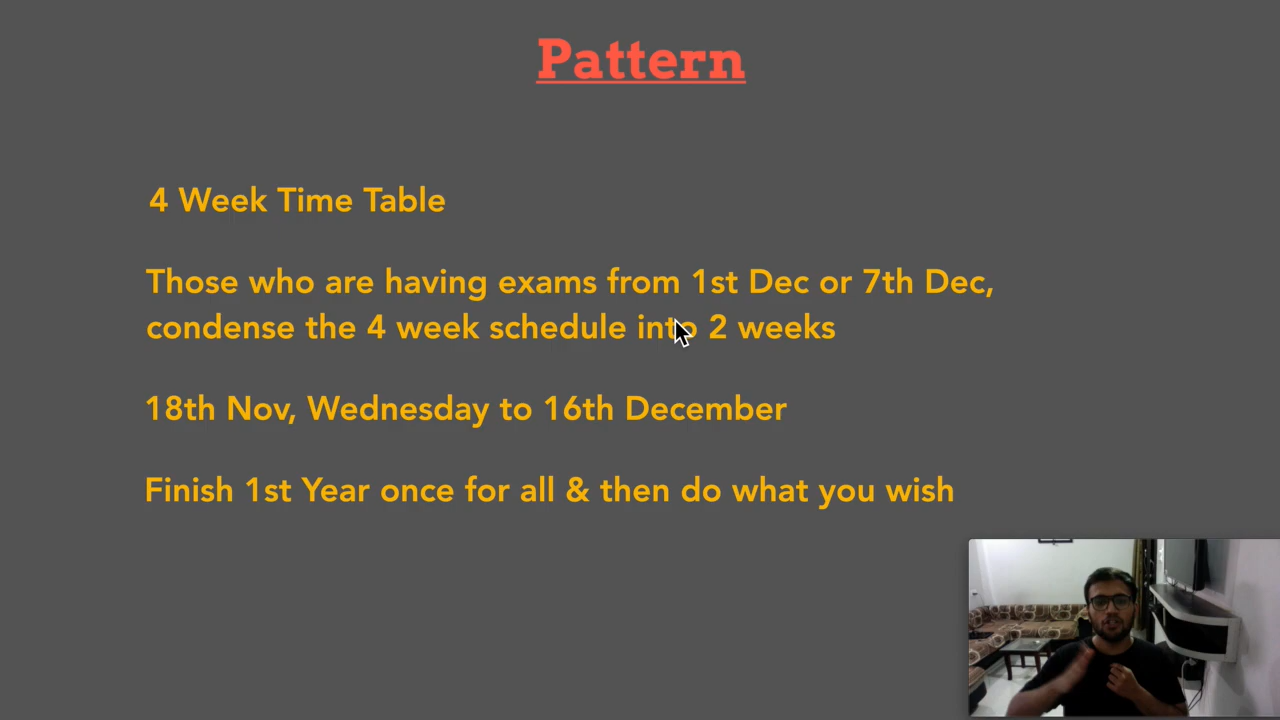 Pattern
4 Week Time Table
Those who are having exams from 1st Dec or 7th Dec,
condense the 4 week schedule into 2 weeks
18th Nov, Wednesday to 16th December
Finish 1st Year once for all & then do what you wish